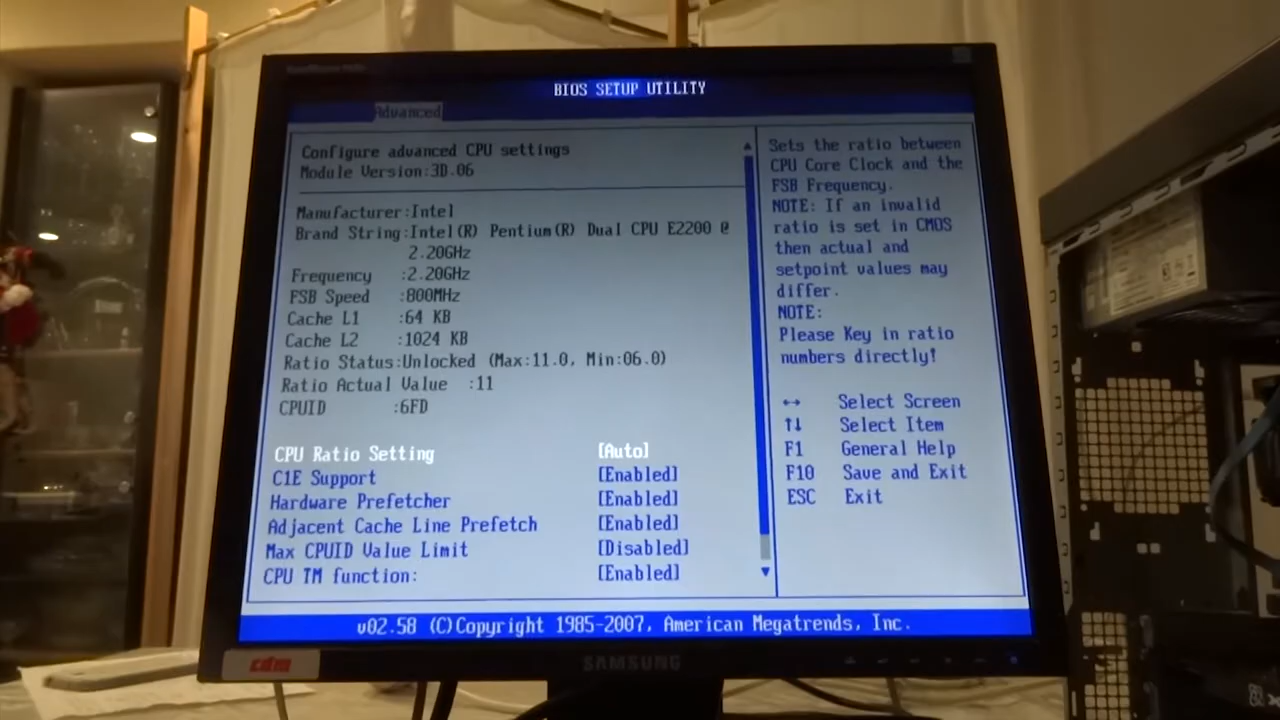 BIOS SETUP UTILITY
Advanced
Configure advanced CPU settings
Module Version:3D.06
Manufacturer:Intel
Brand String:Intel(R) Pentium(R) Dual CPU E2200 @
2.20GHz
Frequency :2.20GHz
FSB Speed :800MHz
Cache L1 :64 KB
Cache L2 :1024 KB
Ratio Status:Unlocked (Max:11.0, Min:06.0)
Ratio Actual Value :11
CPUID :6FD
CPU Ratio Setting [Auto]
C1E Support [Enabled]
Hardware Prefetcher [Enabled]
Adjacent Cache Line Prefetch [Enabled]
Max CPUID Value Limit [Disabled]
CPU TM function: [Enabled]
Sets the ratio between
CPU Core Clock and the
FSB Frequency.
NOTE: If an invalid
ratio is set in CMOS
then actual and
setpoint values may
differ.
NOTE:
Please Key in ratio
numbers directly!
↔ Select Screen
↑↓ Select Item
F1 General Help
F10 Save and Exit
ESC Exit
v02.58 (C)Copyright 1985-2007, American Megatrends, Inc.
cdm
SAMSUNG